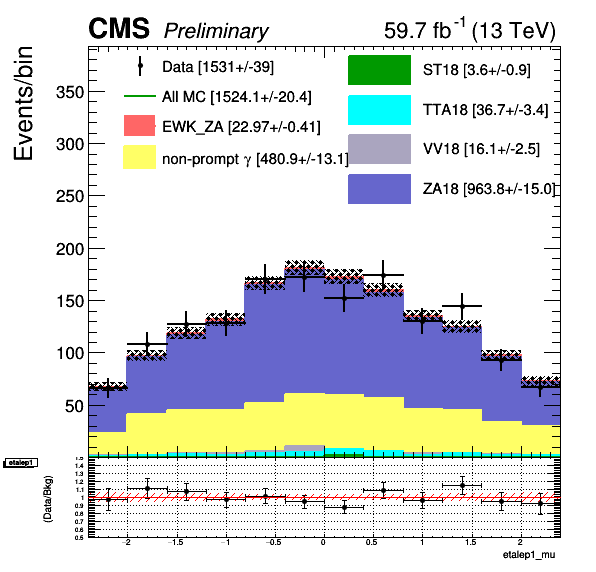 CMS Preliminary 59.7 fb⁻¹ (13 TeV)
Events/bin
Data [1531+/-39]
All MC [1524.1+/-20.4]
EWK_ZA [22.97+/-0.41]
non-prompt γ [480.9+/-13.1]
ST18 [3.6+/-0.9]
TTA18 [36.7+/-3.4]
VV18 [16.1+/-2.5]
ZA18 [963.8+/-15.0]
350
300
250
200
150
100
50
etalep1
(Data/Bkg)
1.5
1.4
1.3
1.2
1.1
1
0.9
0.8
0.7
0.6
0.5
−2 −1.5 −1 −0.5 0 0.5 1 1.5 2
etalep1_mu